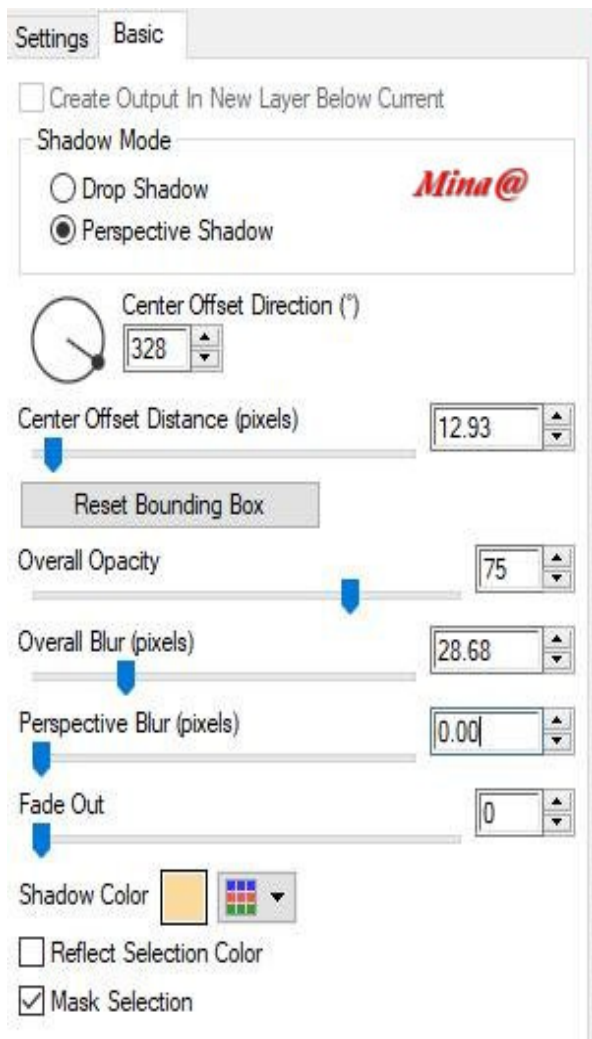 Settings Basic
Create Output In New Layer Below Current
Shadow Mode
Drop Shadow
Mina@
Perspective Shadow
Center Offset Direction (°)
328
Center Offset Distance (pixels)
12.93
Reset Bounding Box
Overall Opacity
75
Overall Blur (pixels)
28.68
Perspective Blur (pixels)
0.00
Fade Out
0
Shadow Color
Reflect Selection Color
Mask Selection